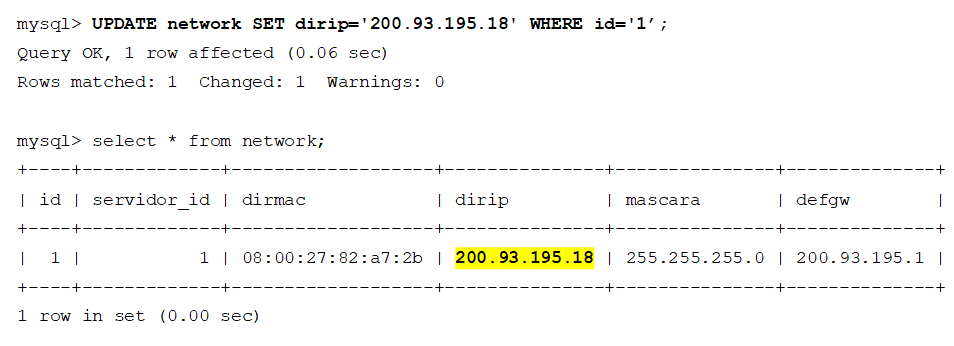 mysql> UPDATE network SET dirip='200.93.195.18' WHERE id='1’;
Query OK, 1 row affected (0.06 sec)
Rows matched: 1  Changed: 1  Warnings: 0

mysql> select * from network;
+----+-------------+-------------------+---------------+---------------+--------------+
| id | servidor_id | dirmac            | dirip         | mascara       | defgw        |
+----+-------------+-------------------+---------------+---------------+--------------+
|  1 |           1 | 08:00:27:82:a7:2b | 200.93.195.18 | 255.255.255.0 | 200.93.195.1 |
+----+-------------+-------------------+---------------+---------------+--------------+
1 row in set (0.00 sec)